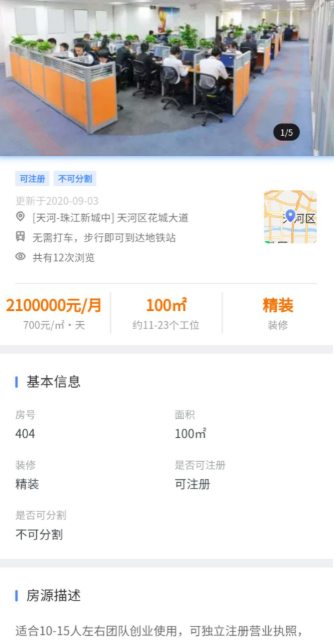 1/5
可注册 不可分割
更新于2020-09-03
[天河-珠江新城中] 天河区花城大道
无需打车，步行即可到达地铁站
共有12次浏览
天河区
2100000元/月 100㎡ 精装
700元/㎡·天 约11-23个工位 装修
基本信息
房号 面积
404 100㎡
装修 是否可注册
精装 可注册
是否可分割
不可分割
房源描述
适合10-15人左右团队创业使用，可独立注册营业执照，